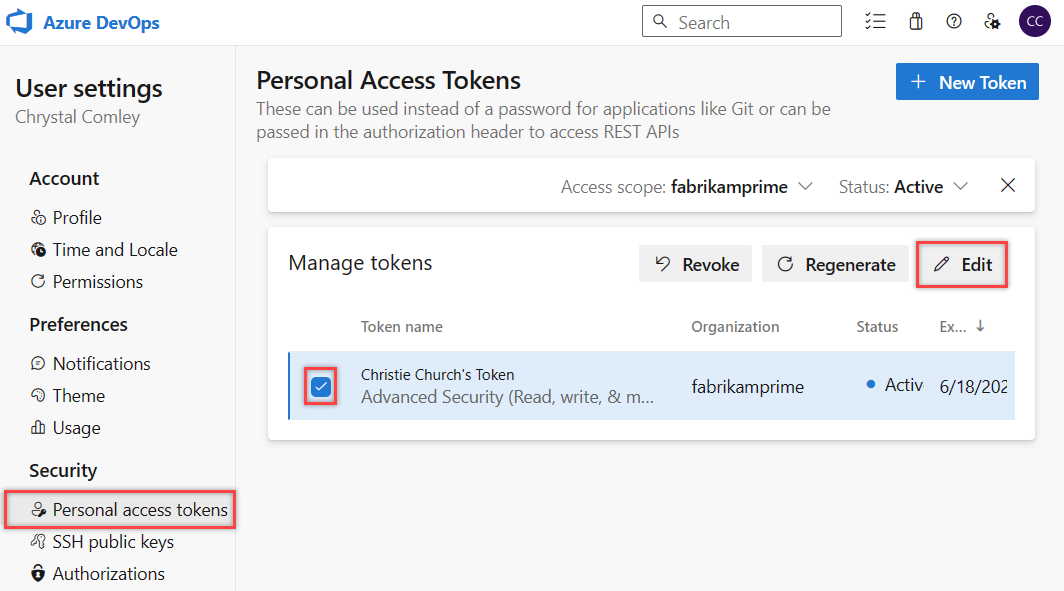 Azure DevOps
Search
CC
User settings
Chrystal Comley
Account
Profile
Time and Locale
Permissions
Preferences
Notifications
Theme
Usage
Security
Personal access tokens
SSH public keys
Authorizations
Personal Access Tokens
These can be used instead of a password for applications like Git or can be
passed in the authorization header to access REST APIs
New Token
Access scope: fabrikamprime
Status: Active
Manage tokens
Revoke
Regenerate
Edit
Token name Organization Status Ex...
Christie Church's Token
Advanced Security (Read, write, & m...
fabrikamprime
Activ
6/18/202